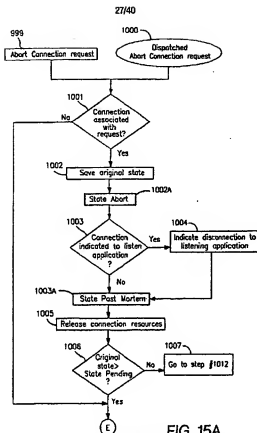 27/40
999
Abort Connection request
1000
Dispatched
Abort Connection request
1001
Connection
associated
with
request?
No
Yes
1002
Save original state
1002A
State Abort
1003
Connection
indicated to listen
application
?
Yes
1004
Indicate disconnection to
listening application
No
1003A
State Post Mortem
1005
Release connection resources
1006
Original
state>
State Pending
?
No
1007
Go to step #1012
Yes
E
FIG. 15A